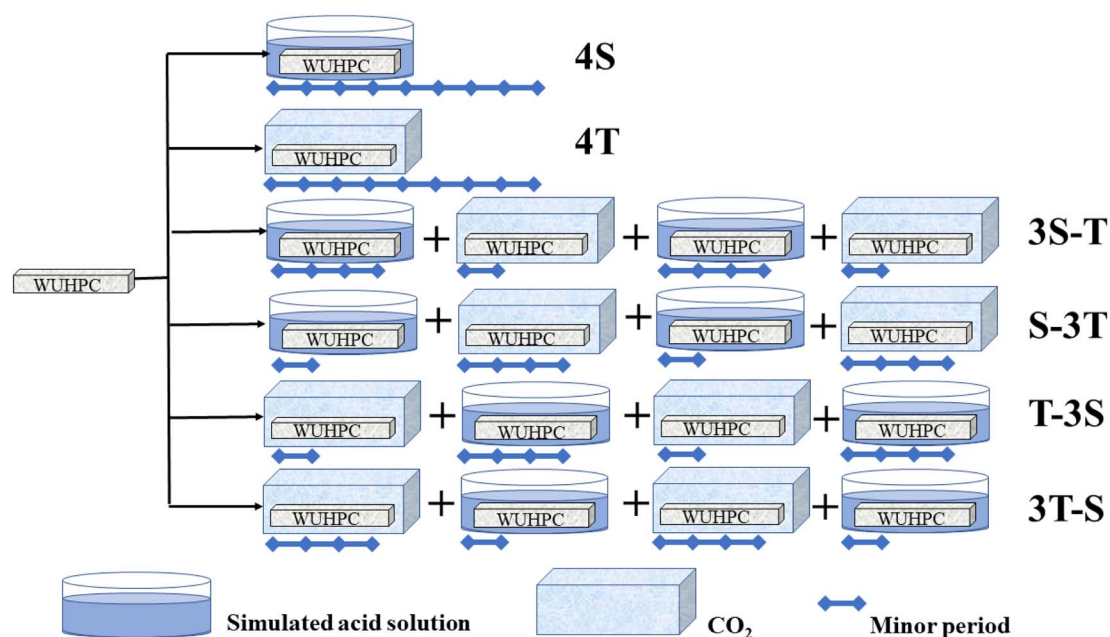 WUHPC
4S
WUHPC
4T
WUHPC + WUHPC + WUHPC + WUHPC
3S-T
WUHPC
WUHPC + WUHPC + WUHPC + WUHPC
S-3T
WUHPC + WUHPC + WUHPC + WUHPC
T-3S
WUHPC + WUHPC + WUHPC + WUHPC
3T-S
Simulated acid solution
CO₂
Minor period